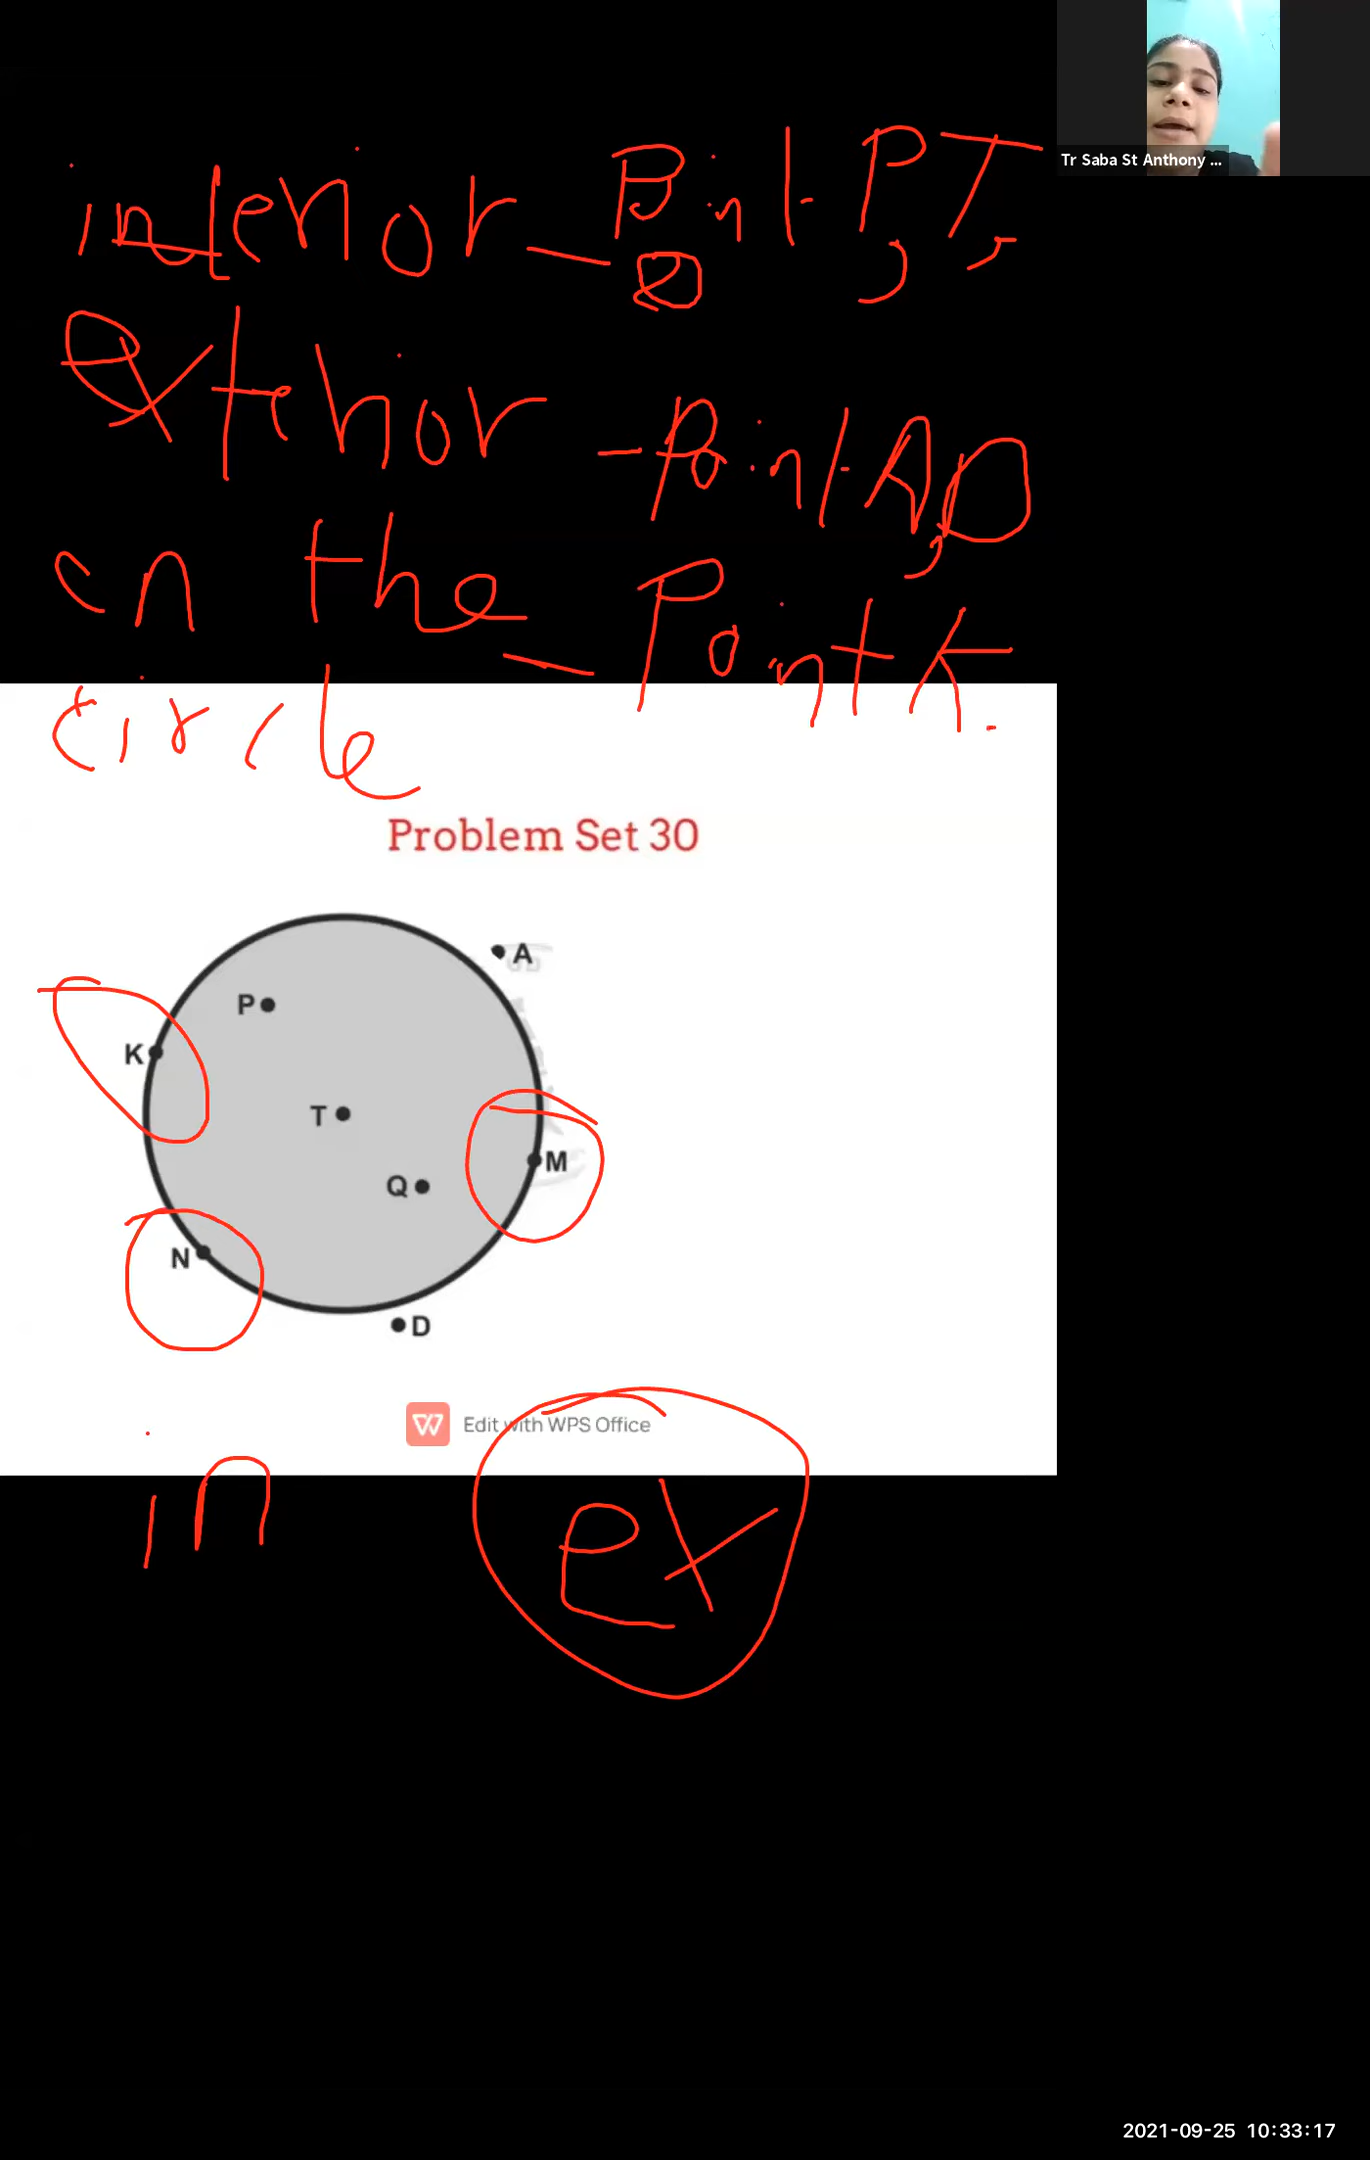 Tr Saba St Anthony ...
interior - Point P, T,
Q
exterior - Point A, D
on the - Point K.
circle
Problem Set 30
A
P
K
T
M
Q
N
D
Edit with WPS Office
in
ex
2021-09-25 10:33:17